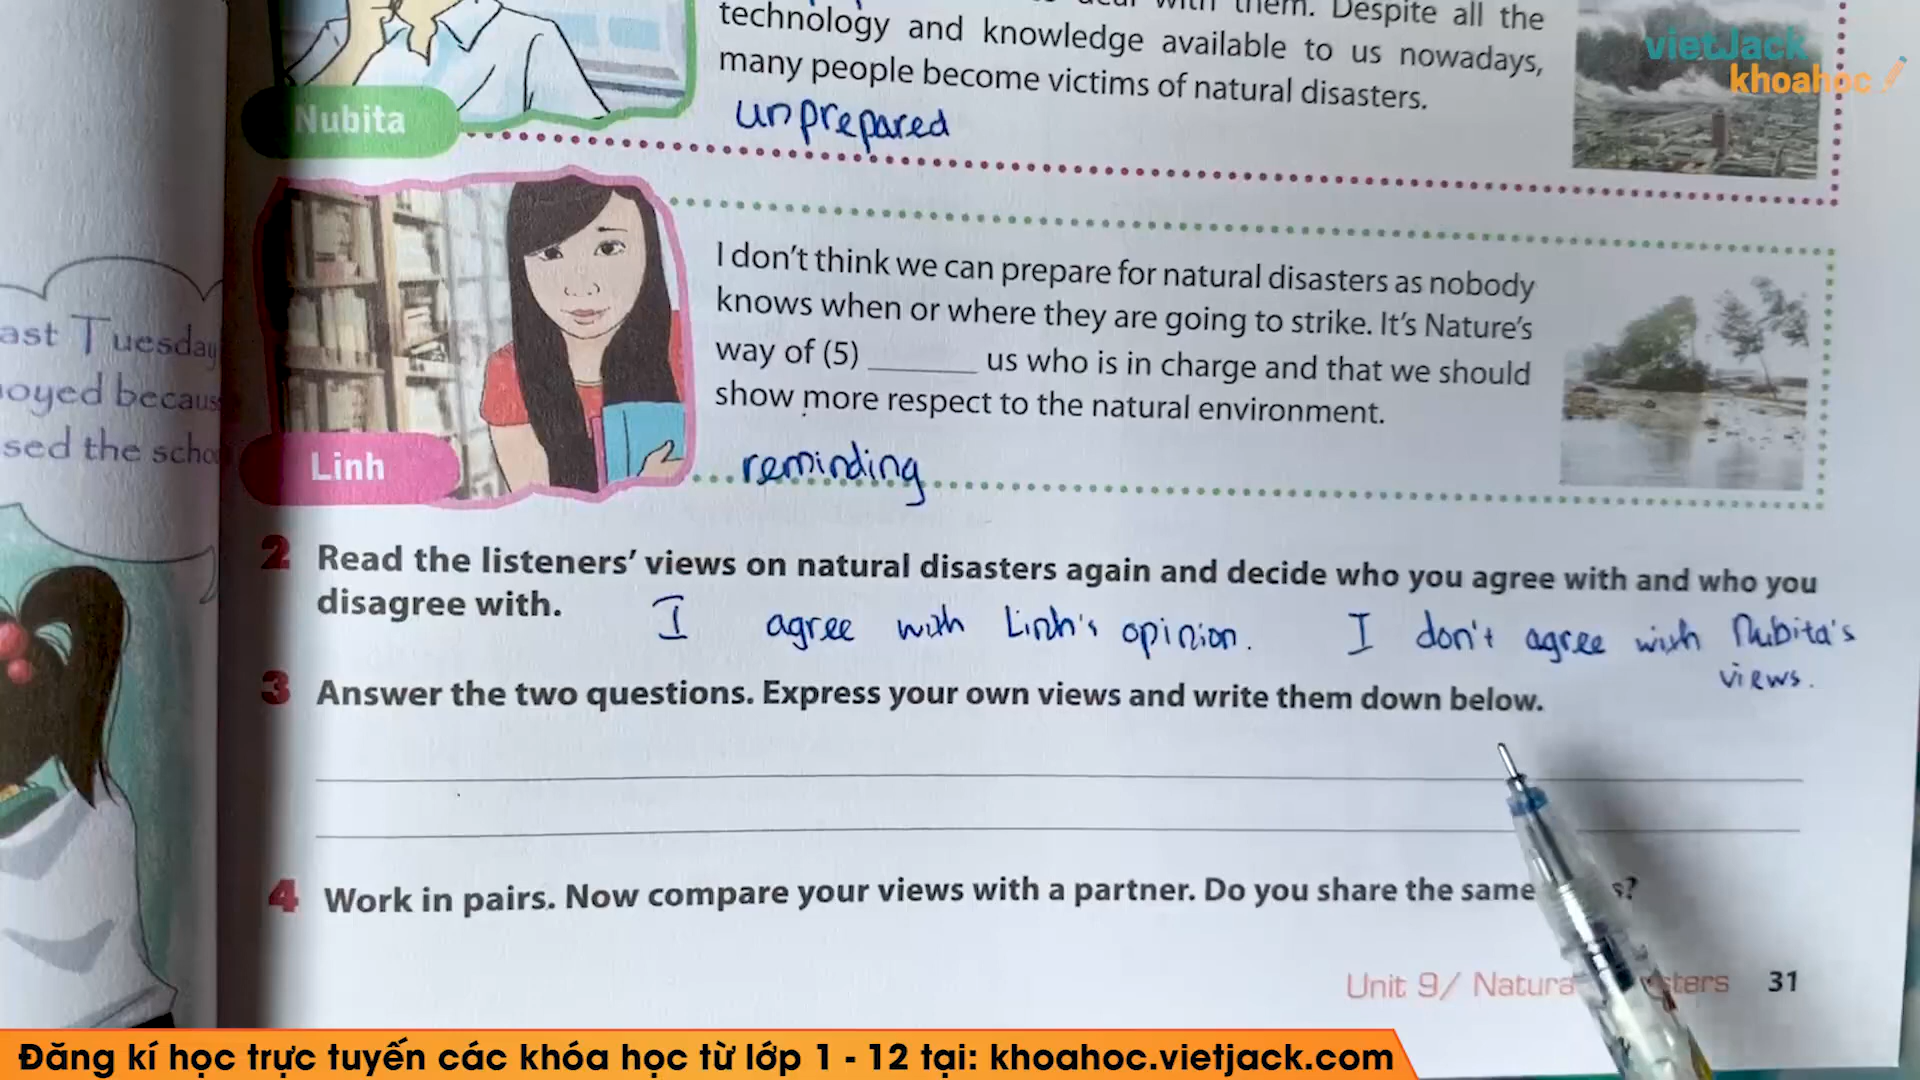 with them. Despite all the
technology and knowledge available to us nowadays,
many people become victims of natural disasters.
unprepared
Nubita
vietJack
khoahoc
I don't think we can prepare for natural disasters as nobody
knows when or where they are going to strike. It's Nature's
way of (5) ________ us who is in charge and that we should
show more respect to the natural environment.
reminding
Linh
ast Tuesday
oyed becaus
sed the scho
2 Read the listeners' views on natural disasters again and decide who you agree with and who you
disagree with.
I agree with Linh's opinion. I don't agree with Nubita's
views.
3 Answer the two questions. Express your own views and write them down below.
4 Work in pairs. Now compare your views with a partner. Do you share the same s?
Unit 9/ Natura sters 31
Đăng kí học trực tuyến các khóa học từ lớp 1 - 12 tại: khoahoc.vietjack.com